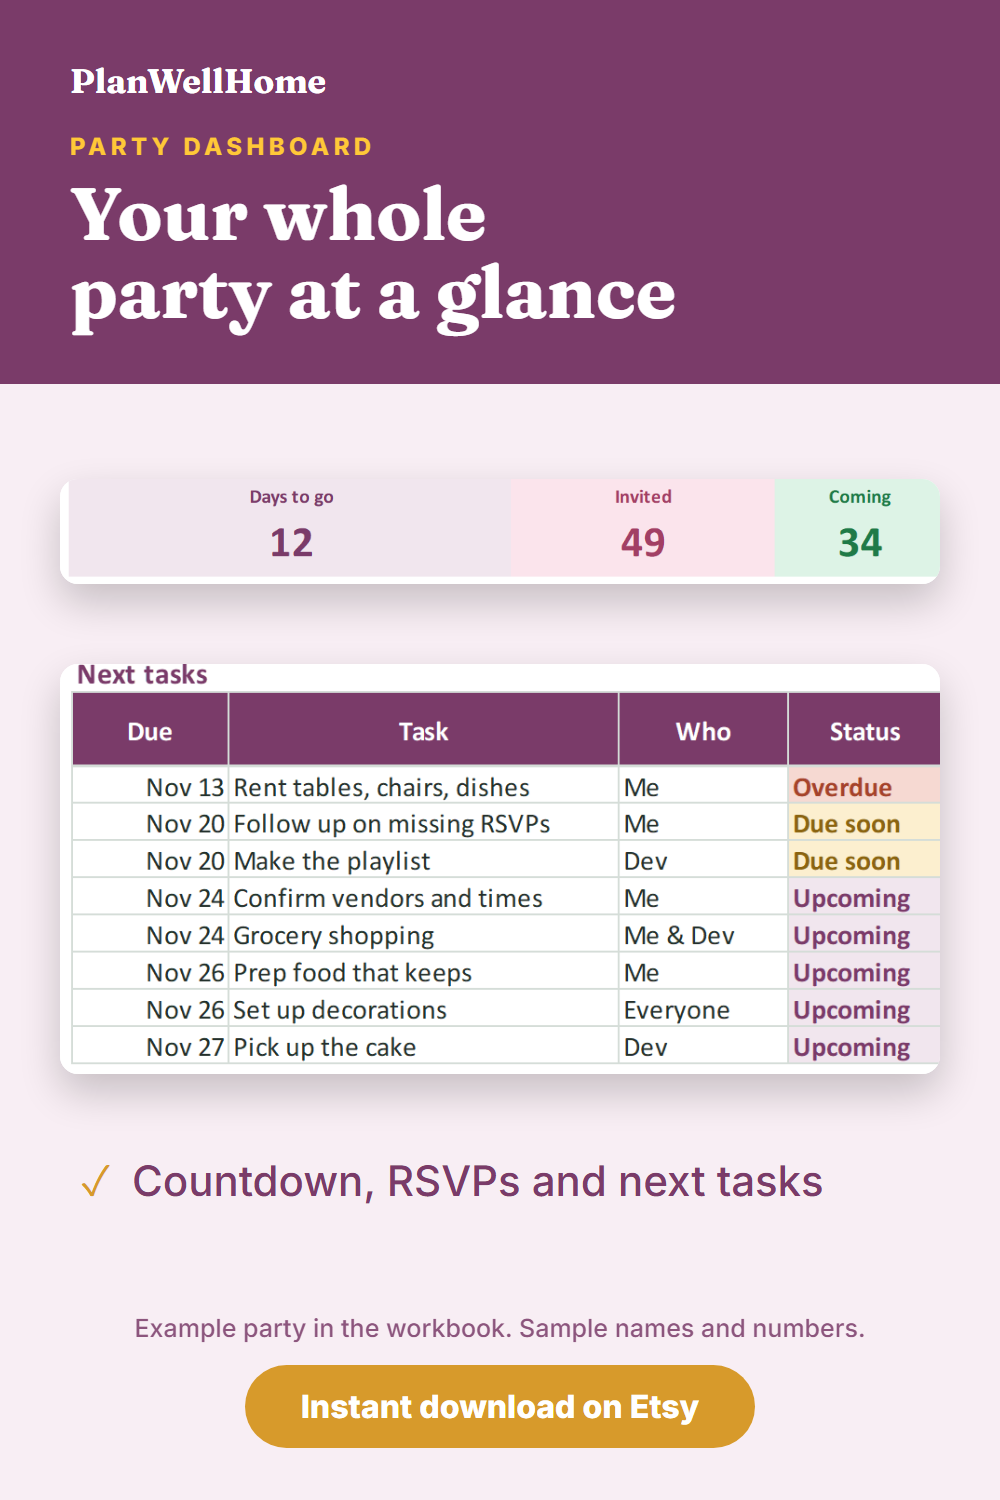 PlanWellHome
PARTY DASHBOARD
Your whole
party at a glance
Days to go Invited Coming
12 49 34
Next tasks
Due Task Who Status
Nov 13 Rent tables, chairs, dishes Me Overdue
Nov 20 Follow up on missing RSVPs Me Due soon
Nov 20 Make the playlist Dev Due soon
Nov 24 Confirm vendors and times Me Upcoming
Nov 24 Grocery shopping Me & Dev Upcoming
Nov 26 Prep food that keeps Me Upcoming
Nov 26 Set up decorations Everyone Upcoming
Nov 27 Pick up the cake Dev Upcoming
✓ Countdown, RSVPs and next tasks
Example party in the workbook. Sample names and numbers.
Instant download on Etsy